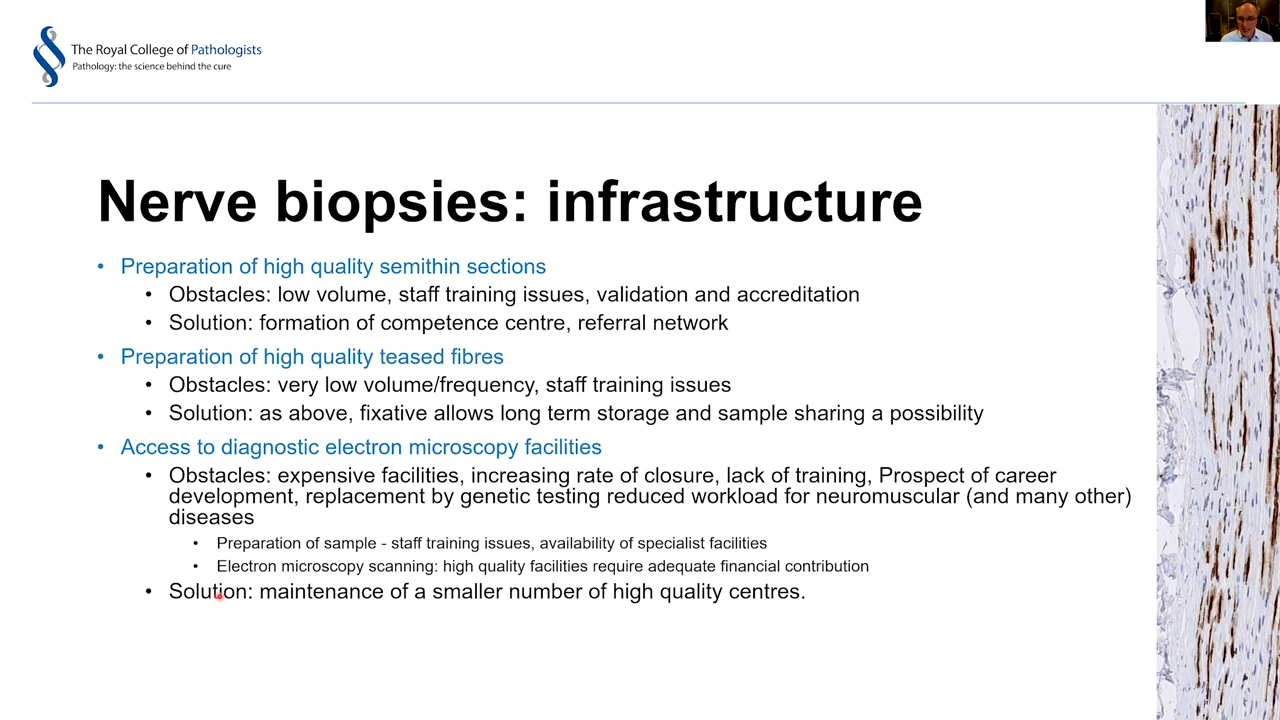 The Royal College of Pathologists
Pathology: the science behind the cure
Nerve biopsies: infrastructure
• Preparation of high quality semithin sections
• Obstacles: low volume, staff training issues, validation and accreditation
• Solution: formation of competence centre, referral network
• Preparation of high quality teased fibres
• Obstacles: very low volume/frequency, staff training issues
• Solution: as above, fixative allows long term storage and sample sharing a possibility
• Access to diagnostic electron microscopy facilities
• Obstacles: expensive facilities, increasing rate of closure, lack of training, Prospect of career
development, replacement by genetic testing reduced workload for neuromuscular (and many other)
diseases
• Preparation of sample - staff training issues, availability of specialist facilities
• Electron microscopy scanning: high quality facilities require adequate financial contribution
• Solution: maintenance of a smaller number of high quality centres.